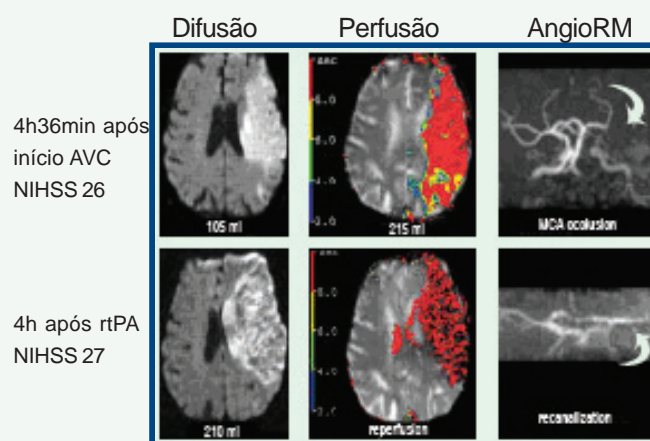 Difusão Perfusão AngioRM
4h36min após
início AVC
NIHSS 26
105 ml
215 ml
MCA occlusion
4h após rtPA
NIHSS 27
210 ml
reperfusion
recanalization